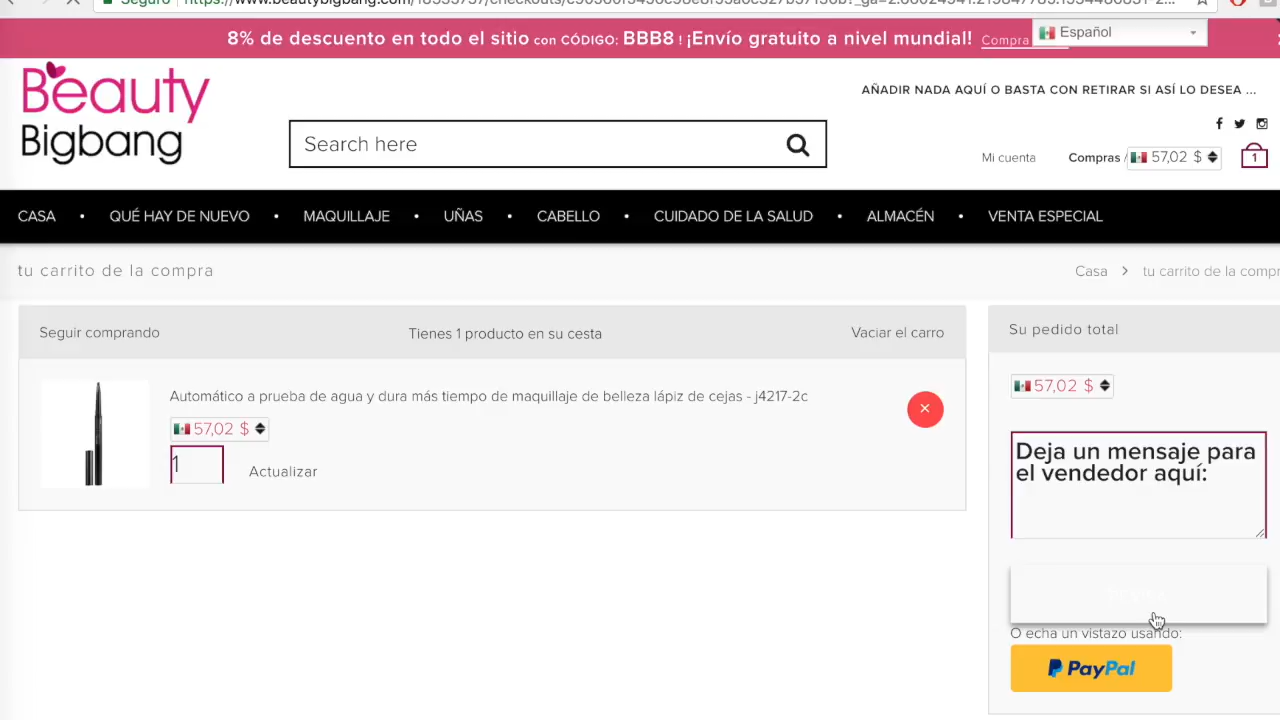 Seguro
8% de descuento en todo el sitio con CÓDIGO: BBB8 ! ¡Envío gratuito a nivel mundial! Compra
Español
Beauty
Bigbang
AÑADIR NADA AQUÍ O BASTA CON RETIRAR SI ASÍ LO DESEA ...
Search here
Mi cuenta
Compras / 57,02 $
1
CASA • QUÉ HAY DE NUEVO • MAQUILLAJE • UÑAS • CABELLO • CUIDADO DE LA SALUD • ALMACÉN • VENTA ESPECIAL
tu carrito de la compra
Casa > tu carrito de la compr
Seguir comprando
Tienes 1 producto en su cesta
Vaciar el carro
Automático a prueba de agua y dura más tiempo de maquillaje de belleza lápiz de cejas - j4217-2c
57,02 $
1
Actualizar
Su pedido total
57,02 $
Deja un mensaje para
el vendedor aquí:
O echa un vistazo usando:
PayPal